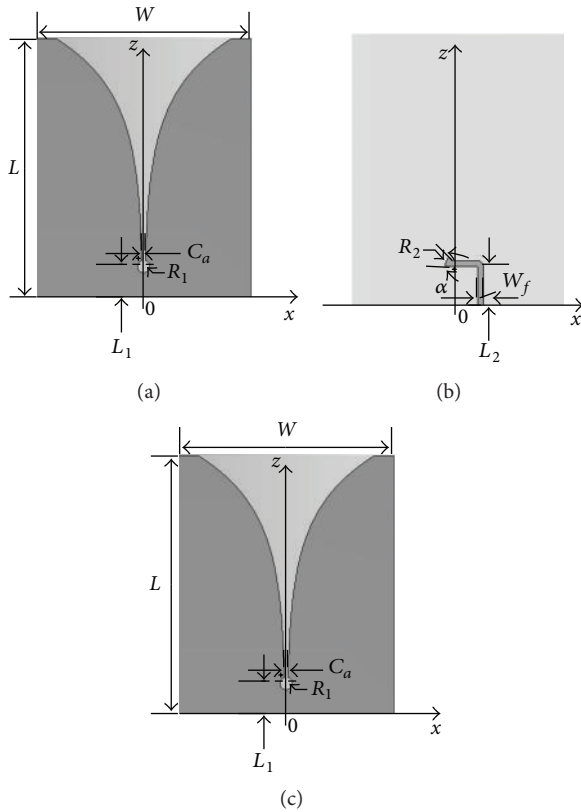 W
z
L
C_a
R_1
0
x
L_1
(a)
z
R_2
α
W_f
0
x
L_2
(b)
W
z
L
C_a
R_1
0
x
L_1
(c)